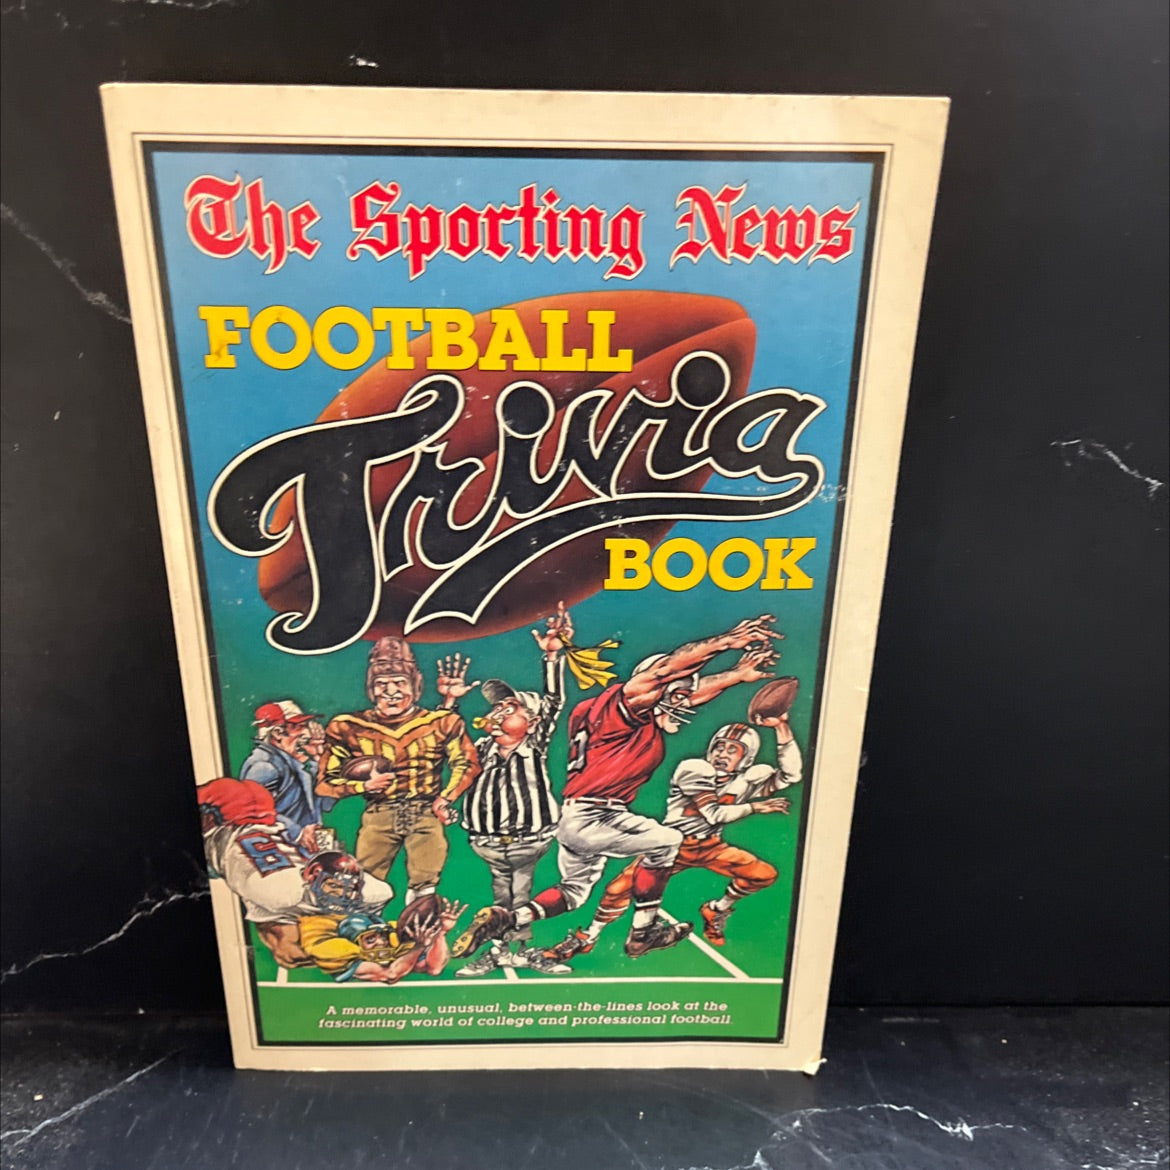 The Sporting News
FOOTBALL
Trivia
BOOK
A memorable, unusual, between-the-lines look at the
fascinating world of college and professional football.